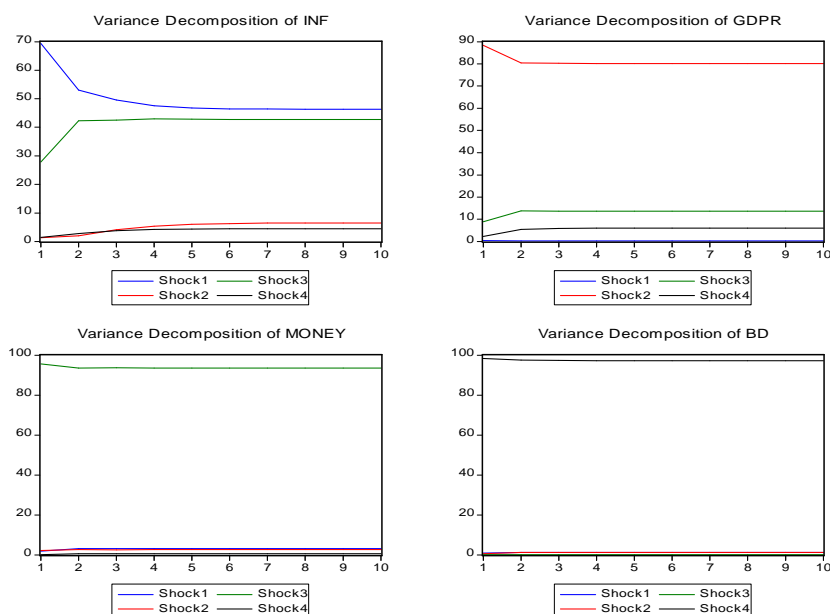 Variance Decomposition of INF
70
60
50
40
30
20
10
0
1 2 3 4 5 6 7 8 9 10
Shock1 Shock3
Shock2 Shock4
Variance Decomposition of GDPR
90
80
70
60
50
40
30
20
10
0
1 2 3 4 5 6 7 8 9 10
Shock1 Shock3
Shock2 Shock4
Variance Decomposition of MONEY
100
80
60
40
20
0
1 2 3 4 5 6 7 8 9 10
Shock1 Shock3
Shock2 Shock4
Variance Decomposition of BD
100
80
60
40
20
0
1 2 3 4 5 6 7 8 9 10
Shock1 Shock3
Shock2 Shock4